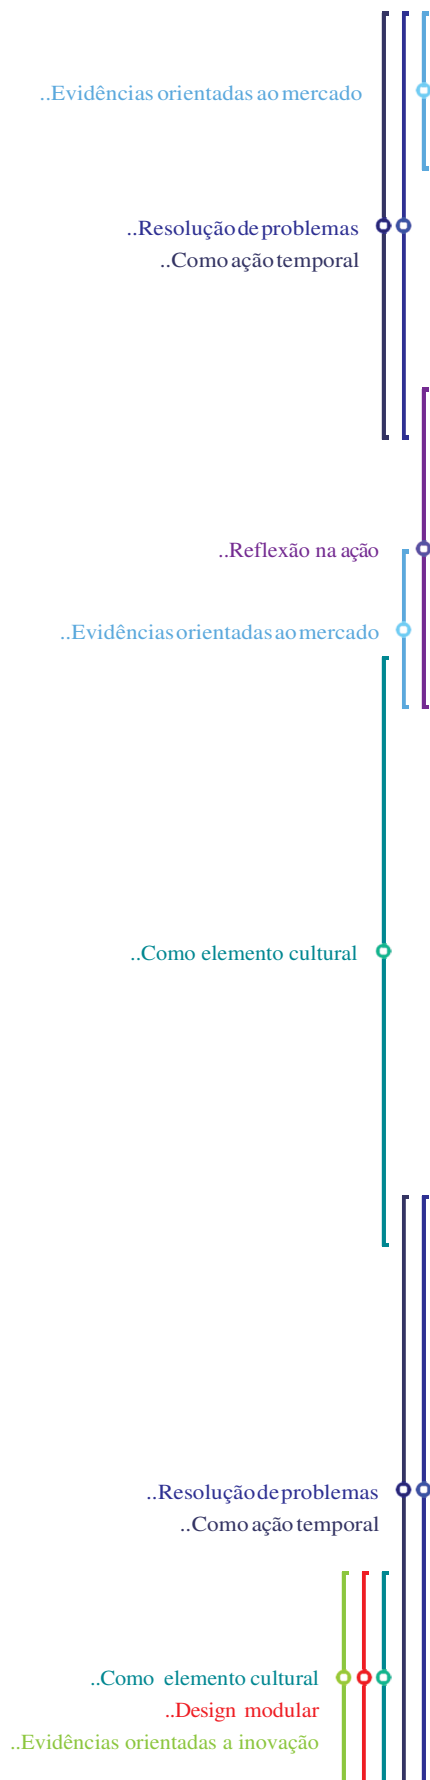 ..Evidências orientadas ao mercado
..Resolução de problemas
..Como ação temporal
..Reflexão na ação
..Evidências orientadas ao mercado
..Como elemento cultural
..Resolução de problemas
..Como ação temporal
..Como elemento cultural
..Design modular
..Evidências orientadas a inovação